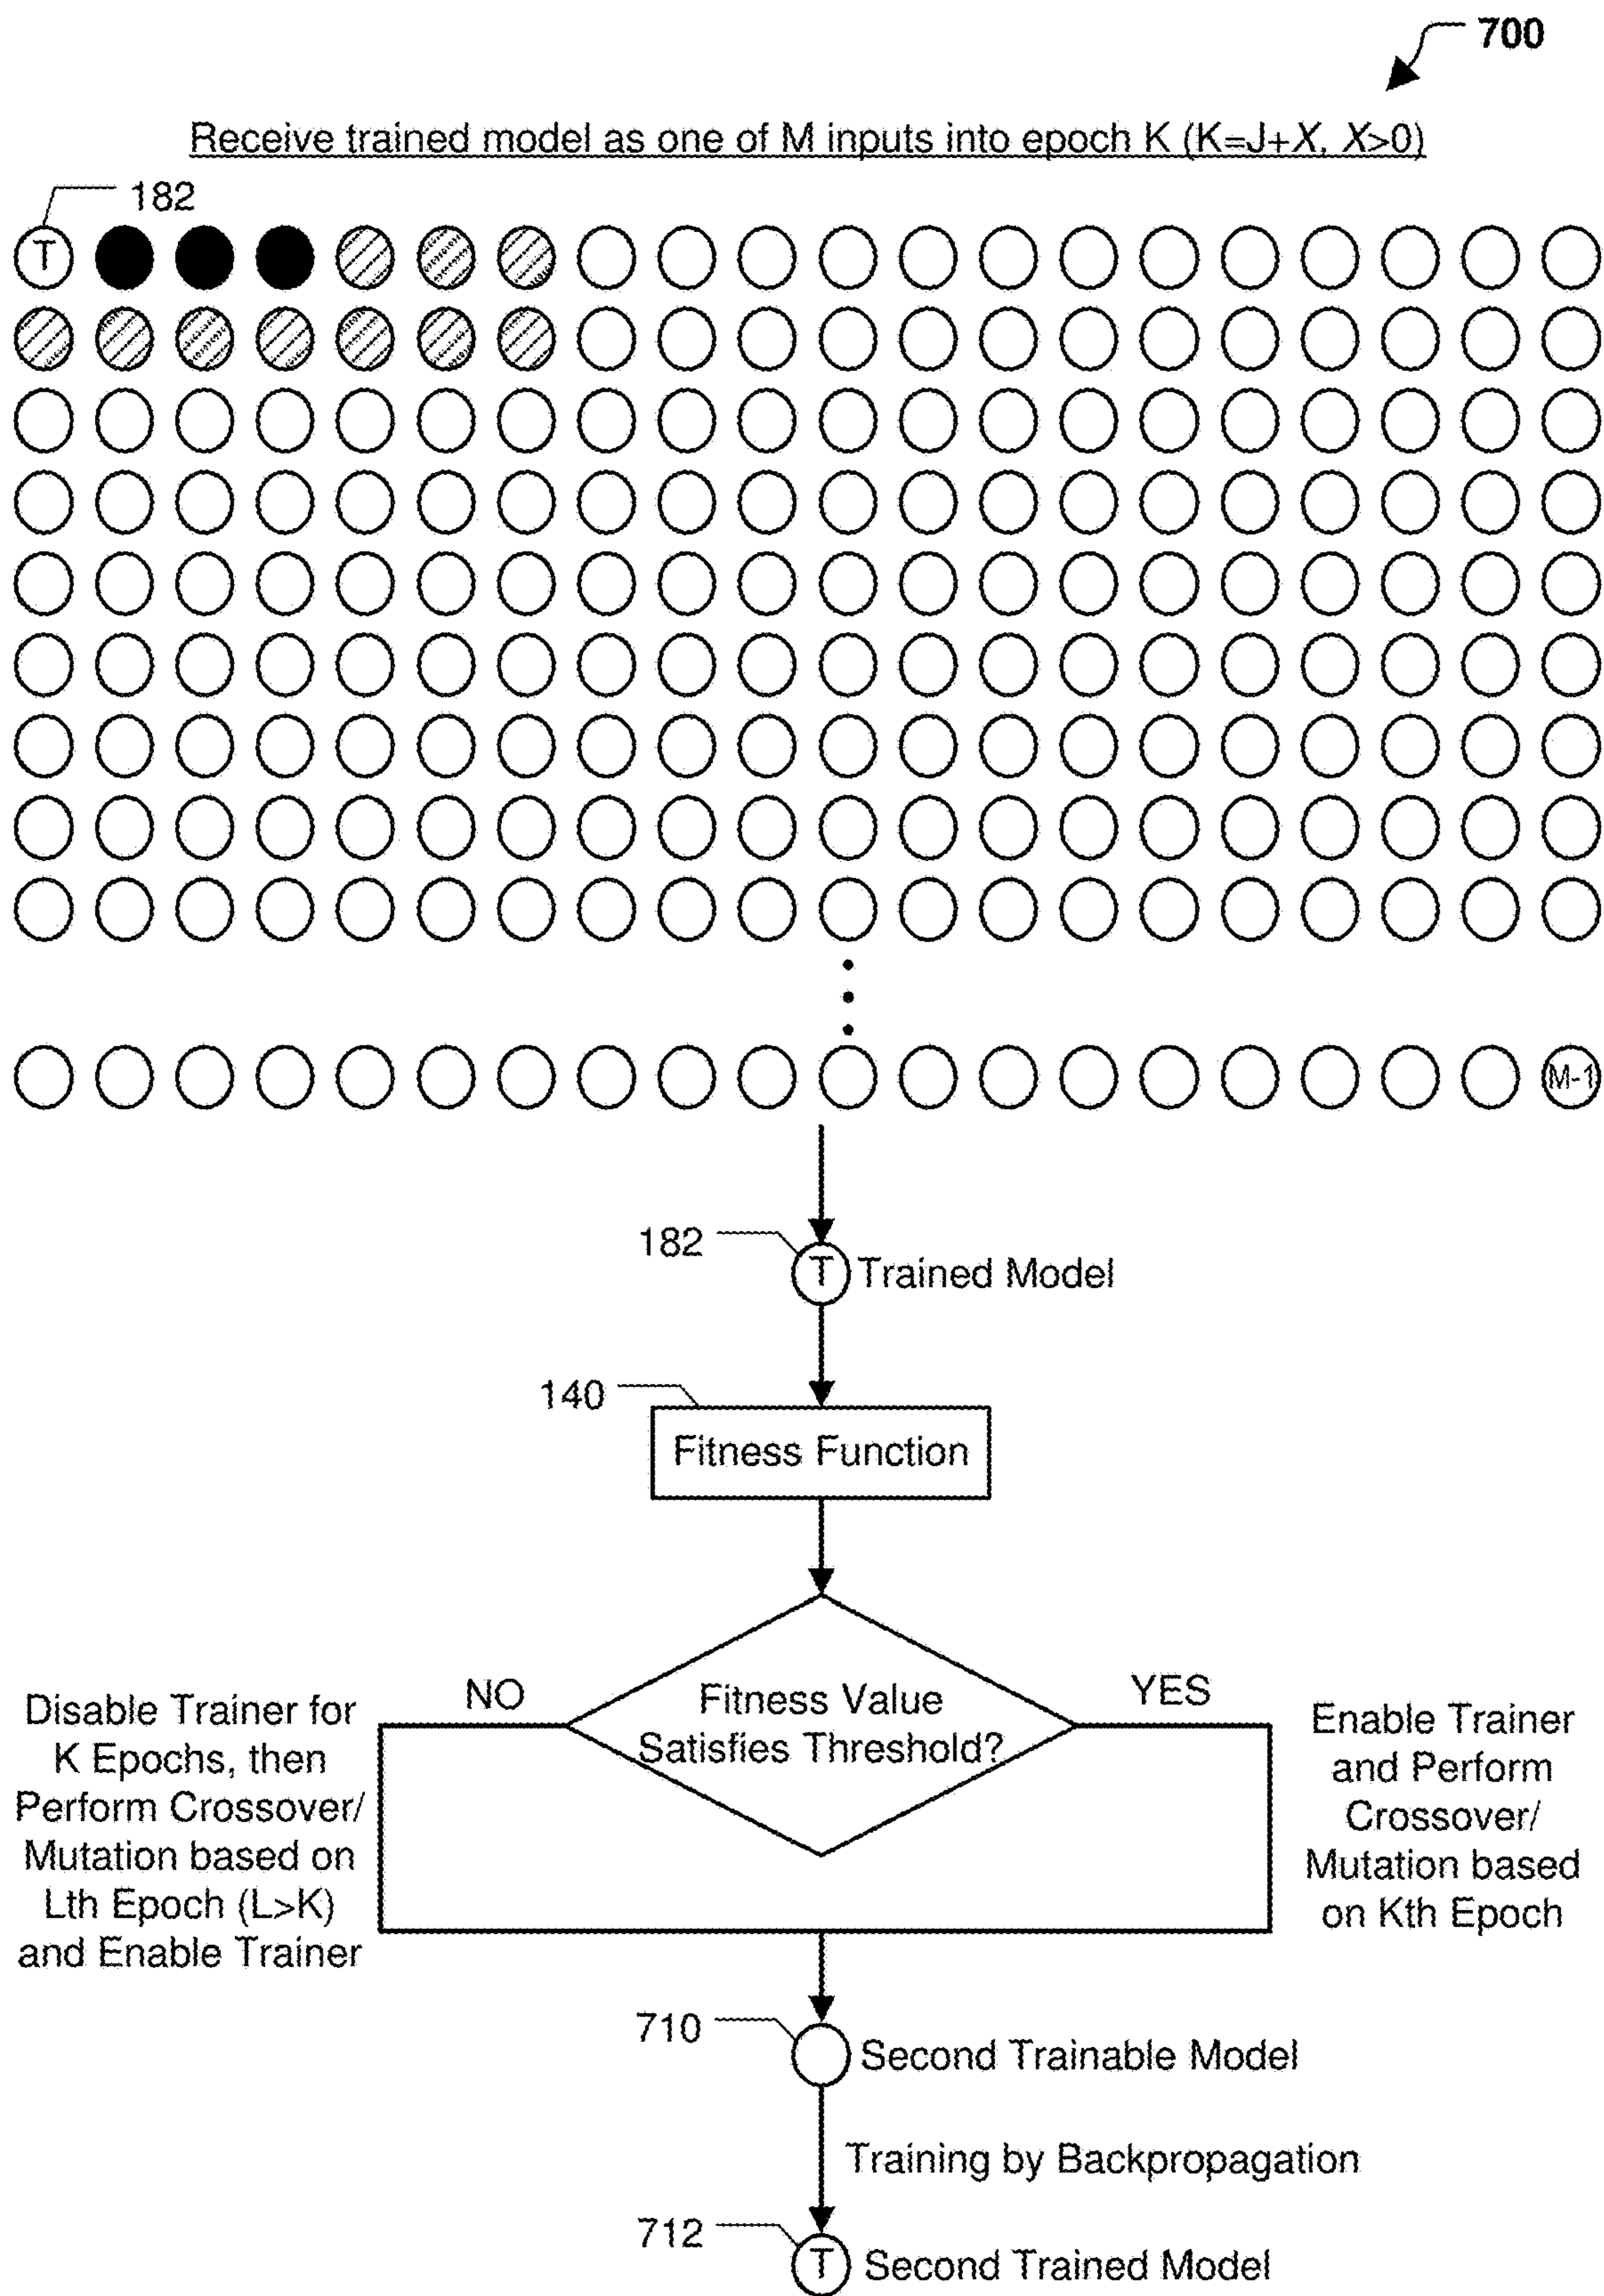 700
Receive trained model as one of M inputs into epoch K (K=J+X, X>0)
182
T
M-1
182
T Trained Model
140
Fitness Function
NO
Fitness Value
Satisfies Threshold?
YES
Disable Trainer for
K Epochs, then
Perform Crossover/
Mutation based on
Lth Epoch (L>K)
and Enable Trainer
Enable Trainer
and Perform
Crossover/
Mutation based
on Kth Epoch
710
Second Trainable Model
Training by Backpropagation
712
T Second Trained Model